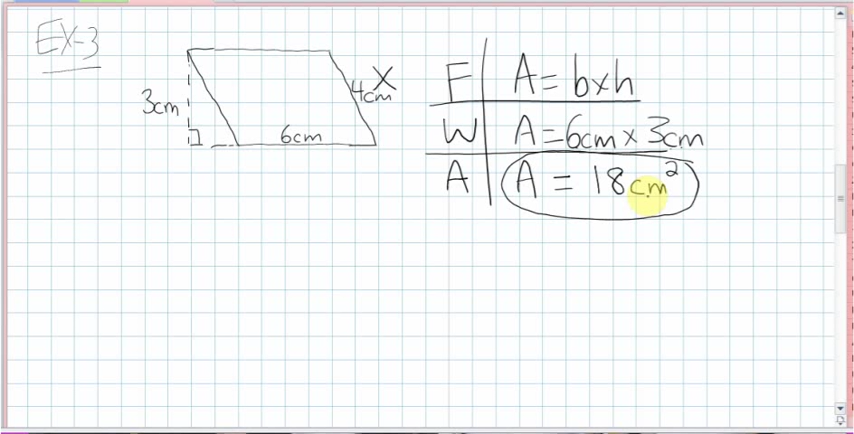 EX-3
3cm
4cm X
6cm
F A = b×h
W A = 6cm × 3cm
A A = 18cm²